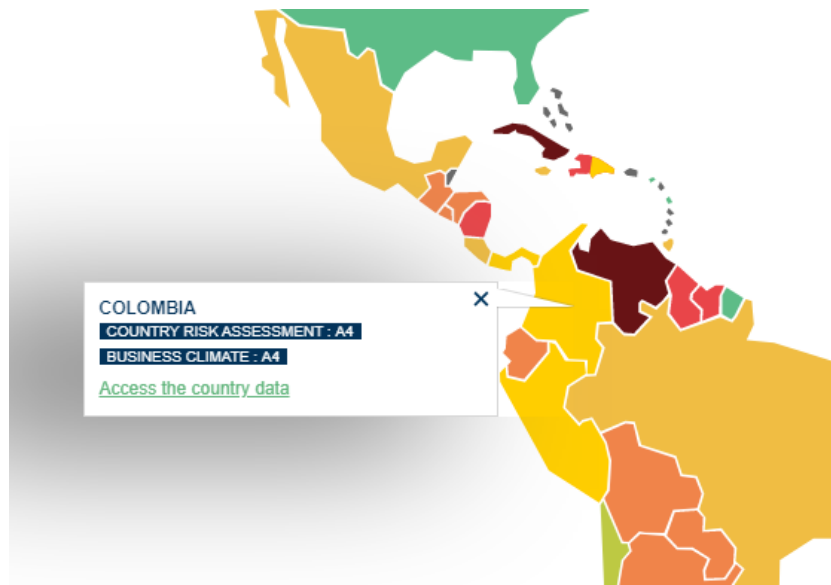 COLOMBIA
COUNTRY RISK ASSESSMENT : A4
BUSINESS CLIMATE : A4
Access the country data